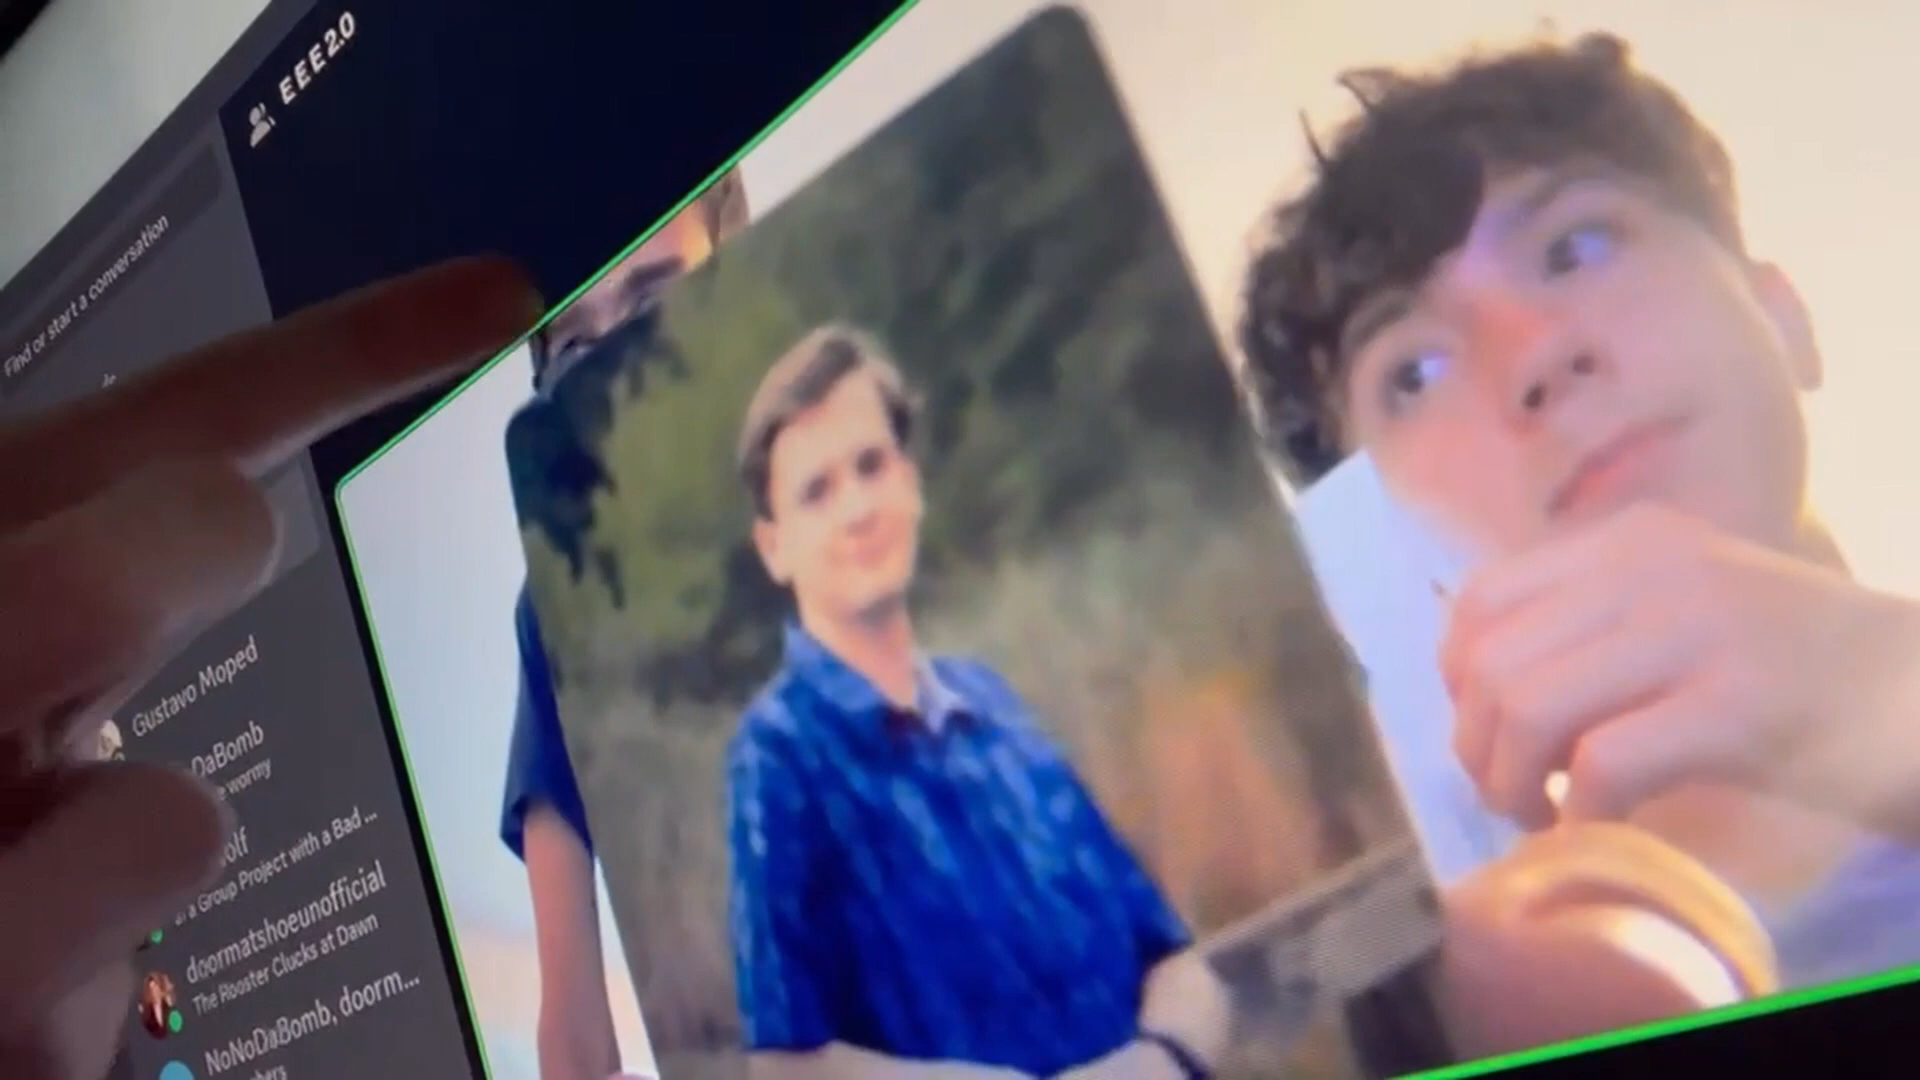 EEE2.0
Find or start a conversation
Gustavo Moped
DaBomb
wormy
a Group Project with a Bad ...
doormatshoeunofficial
The Rooster Clucks at Dawn
NoNoDaBomb, doorm...